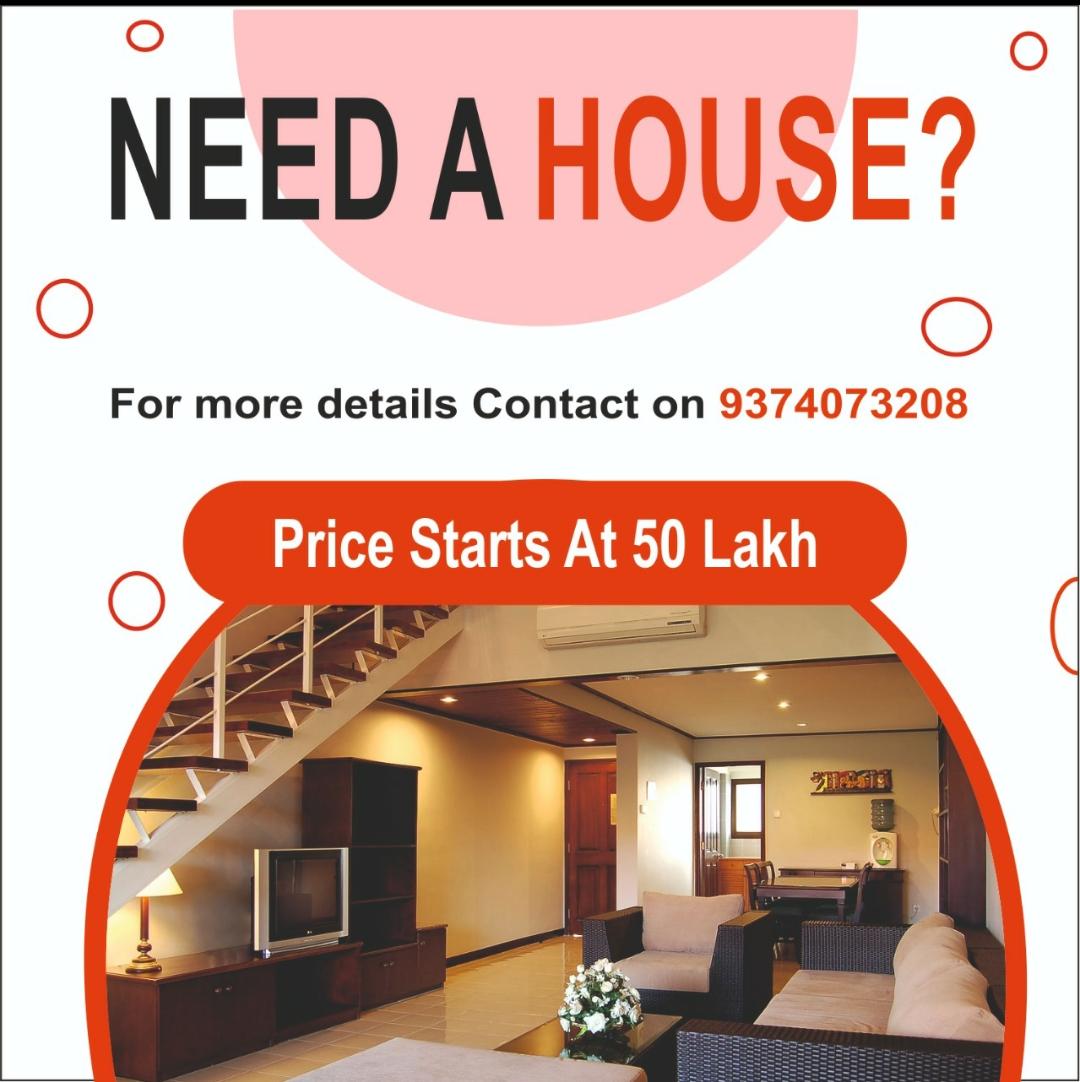 NEED A HOUSE?
For more details Contact on 9374073208
Price Starts At 50 Lakh